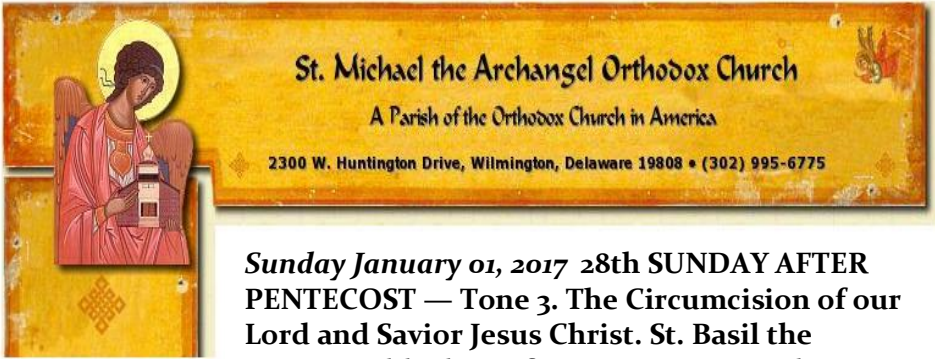 St. Michael the Archangel Orthodox Church
A Parish of the Orthodox Church in America
2300 W. Huntington Drive, Wilmington, Delaware 19808 • (302) 995-6775
Sunday January 01, 2017 28th SUNDAY AFTER
PENTECOST — Tone 3. The Circumcision of our
Lord and Savior Jesus Christ. St. Basil the